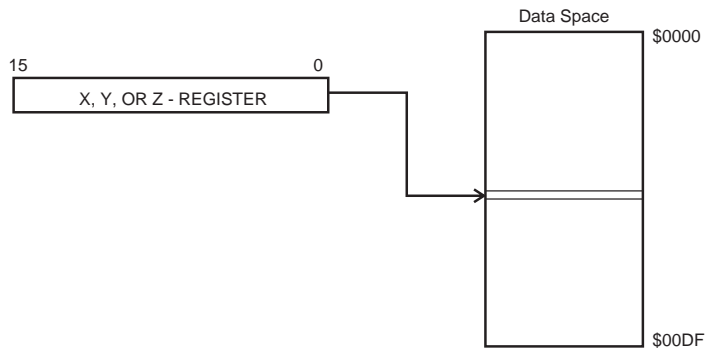 Data Space
$0000
15 0
X, Y, OR Z - REGISTER
$00DF